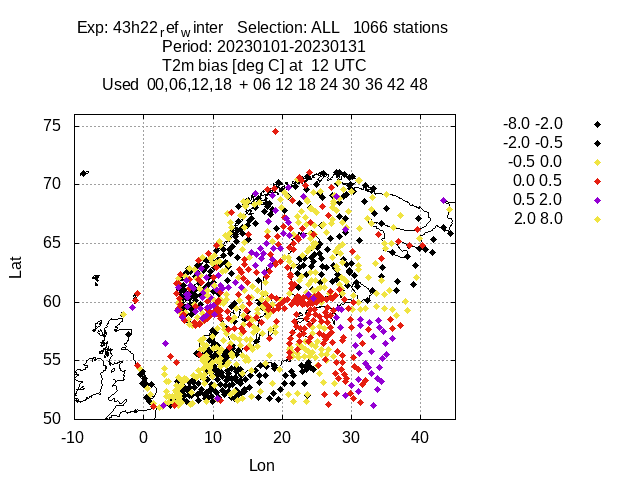 Exp: 43h22refwinter   Selection: ALL   1066 stations
Period: 20230101-20230131
T2m bias [deg C] at  12 UTC
Used  00,06,12,18  + 06 12 18 24 30 36 42 48
75
70
65
60
55
50
Lat
-10 0 10 20 30 40
Lon
-8.0 -2.0
-2.0 -0.5
-0.5 0.0
0.0 0.5
0.5 2.0
2.0 8.0